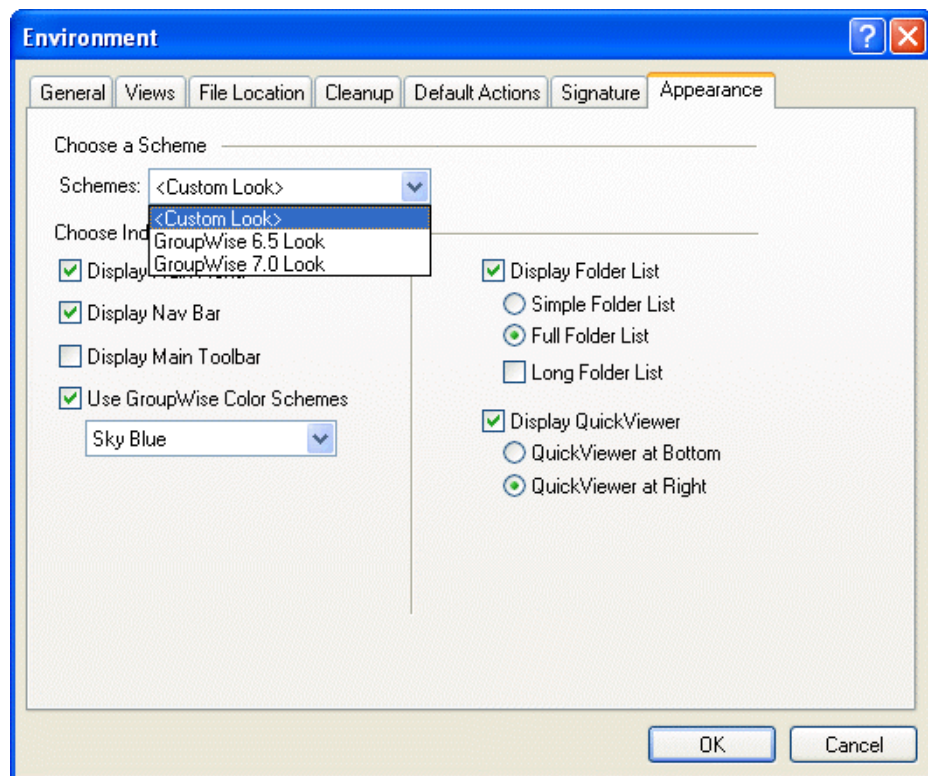 Environment
General Views File Location Cleanup Default Actions Signature Appearance
Choose a Scheme
Schemes: <Custom Look>
<Custom Look>
GroupWise 6.5 Look
GroupWise 7.0 Look
Choose
Display
Display Nav Bar
Display Main Toolbar
Use GroupWise Color Schemes
Sky Blue
Display Folder List
Simple Folder List
Full Folder List
Long Folder List
Display QuickViewer
QuickViewer at Bottom
QuickViewer at Right
OK Cancel